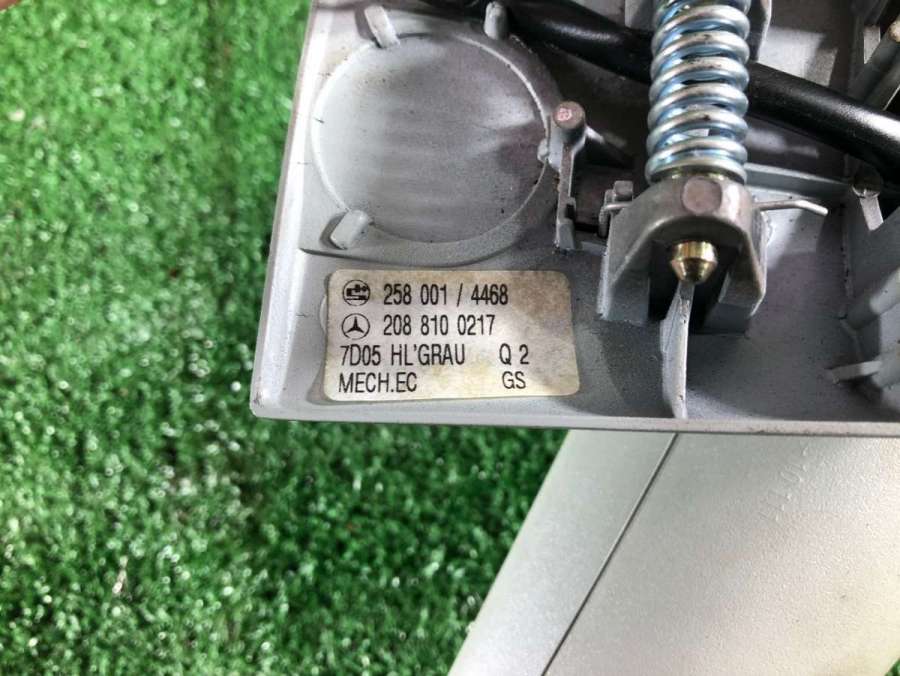 258 001 / 4468
208 810 0217
7D05 HL'GRAU Q 2
MECH.EC GS